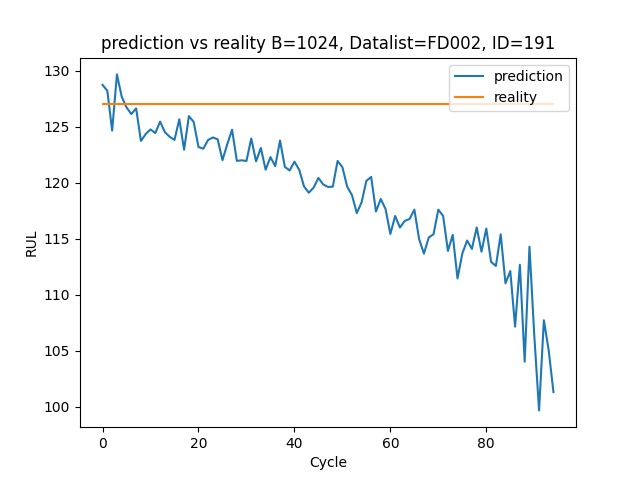 prediction vs reality B=1024, Datalist=FD002, ID=191
prediction
reality
RUL
130
125
120
115
110
105
100
0 20 40 60 80
Cycle